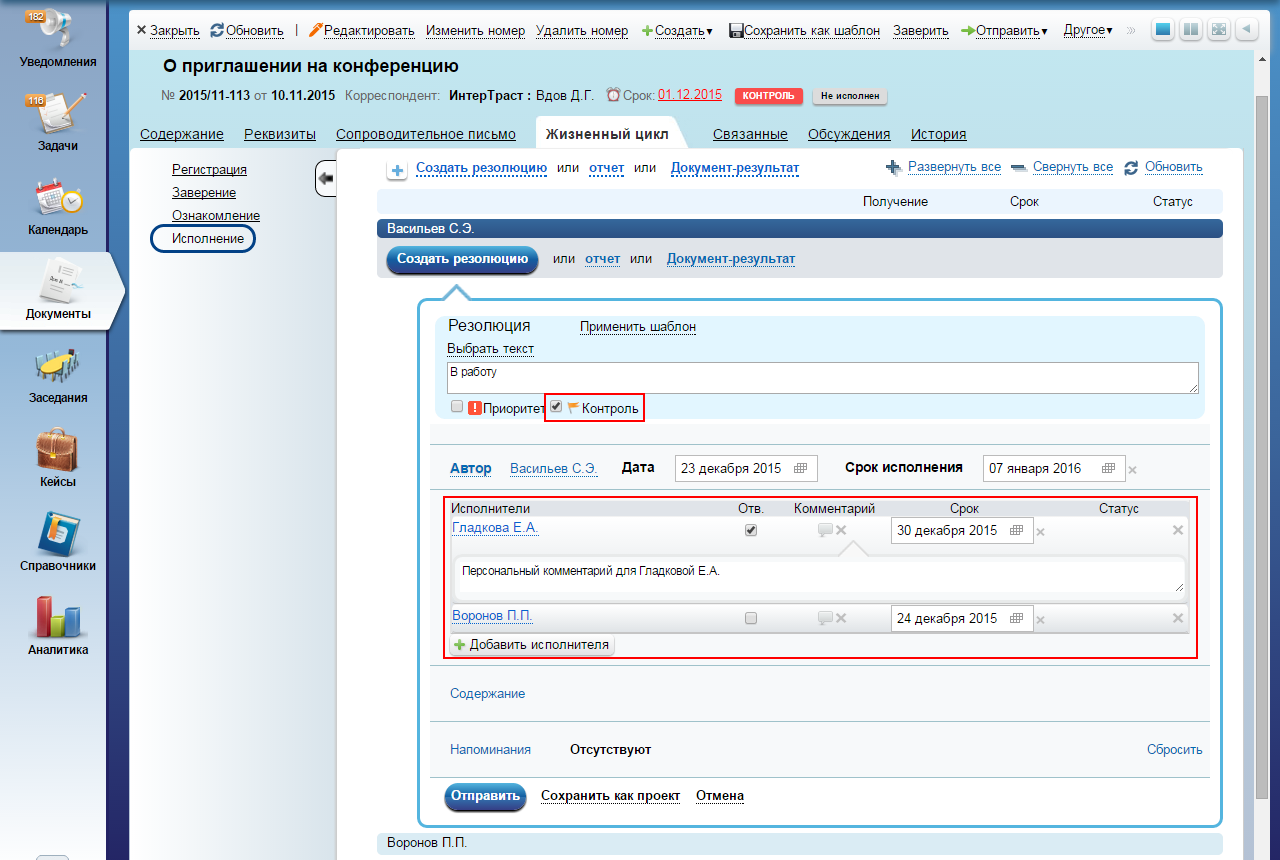 182
Уведомления
116
Задачи
Календарь
Документы
Заседания
Кейсы
Справочники
Аналитика
Закрыть Обновить | Редактировать Изменить номер Удалить номер Создать Сохранить как шаблон Заверить Отправить Другое
О приглашении на конференцию
№ 2015/11-113 от 10.11.2015 Корреспондент: ИнтерТраст : Вдов Д.Г. Срок: 01.12.2015 КОНТРОЛЬ Не исполнен
Содержание Реквизиты Сопроводительное письмо Жизненный цикл Связанные Обсуждения История
Регистрация
Заверение
Ознакомление
Исполнение
Создать резолюцию или отчет или Документ-результат Развернуть все Свернуть все Обновить
Получение Срок Статус
Васильев С.Э.
Создать резолюцию или отчет или Документ-результат
Резолюция Применить шаблон
Выбрать текст
В работу
Приоритет Контроль
Автор Васильев С.Э. Дата 23 декабря 2015 Срок исполнения 07 января 2016
Исполнители Отв. Комментарий Срок Статус
Гладкова Е.А. 30 декабря 2015
Персональный комментарий для Гладковой Е.А.
Воронов П.П. 24 декабря 2015
Добавить исполнителя
Содержание
Напоминания Отсутствуют Сбросить
Отправить Сохранить как проект Отмена
Воронов П.П.